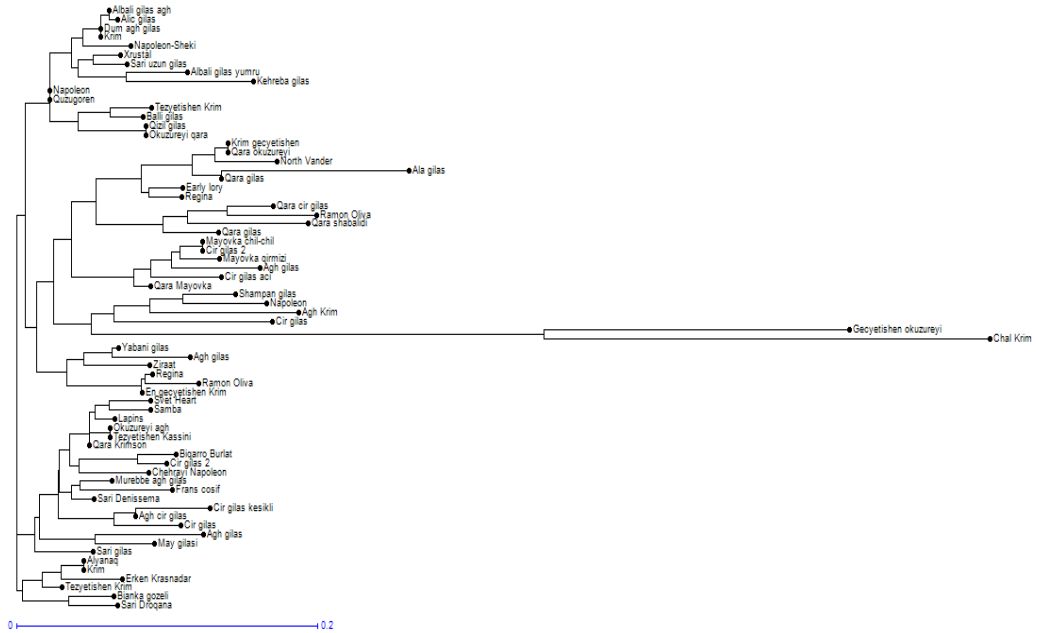 Albali gilas agh
Alic gilas
Dum agh gilas
Krim
Napoleon-Sheki
Xrustal
Sari uzun gilas
Albali gilas yumru
Kehreba gilas
Napoleon
Quzugoren
Tezyetishen Krim
Balli gilas
Qizil gilas
Okuzureyi qara
Krim gecyetishen
Qara okuzureyi
North Vander
Ala gilas
Qara gilas
Early lory
Regina
Qara cir gilas
Ramon Oliva
Qara shabalidi
Qara gilas
Mayovka chil-chil
Cir gilas 2
Mayovka qirmizi
Agh gilas
Cir gilas aci
Qara Mayovka
Shampan gilas
Napoleon
Agh Krim
Cir gilas
Gecyetishen okuzureyi
Chal Krim
Yabani gilas
Agh gilas
Ziraat
Regina
Ramon Oliva
En gecyetishen Krim
Svet Heart
Samba
Lapins
Okuzureyi agh
Tezyetishen Kassini
Qara Krimson
Biqarro Burlat
Cir gilas 2
Chehrayi Napoleon
Murebbe agh gilas
Frans cosif
Sari Denissema
Cir gilas kesikli
Agh cir gilas
Cir gilas
Agh gilas
May gilasi
Sari gilas
Alyanaq
Krim
Erken Krasnadar
Tezyetishen Krim
Bianka gozeli
Sari Droqana
0 0.2